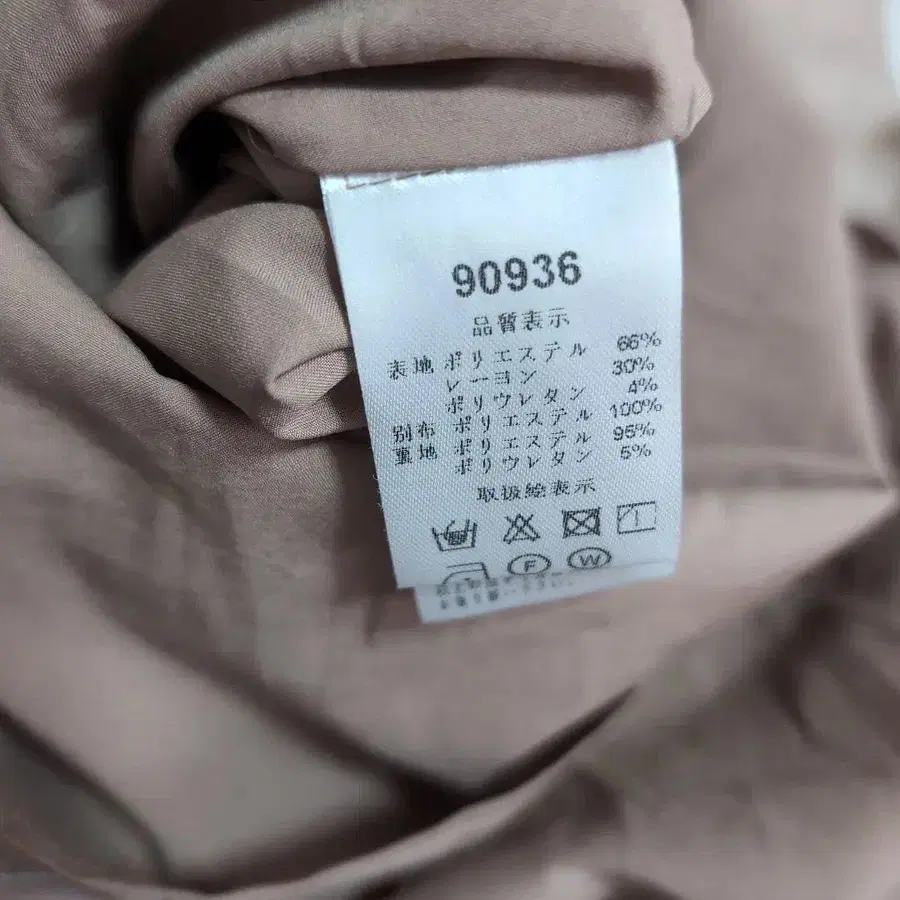 90936
品質表示
表地 ポリエステル 66%
レーヨン 30%
ポリウレタン 4%
別布 ポリエステル 100%
裏地 ポリエステル 95%
ポリウレタン 5%
取扱絵表示
F W